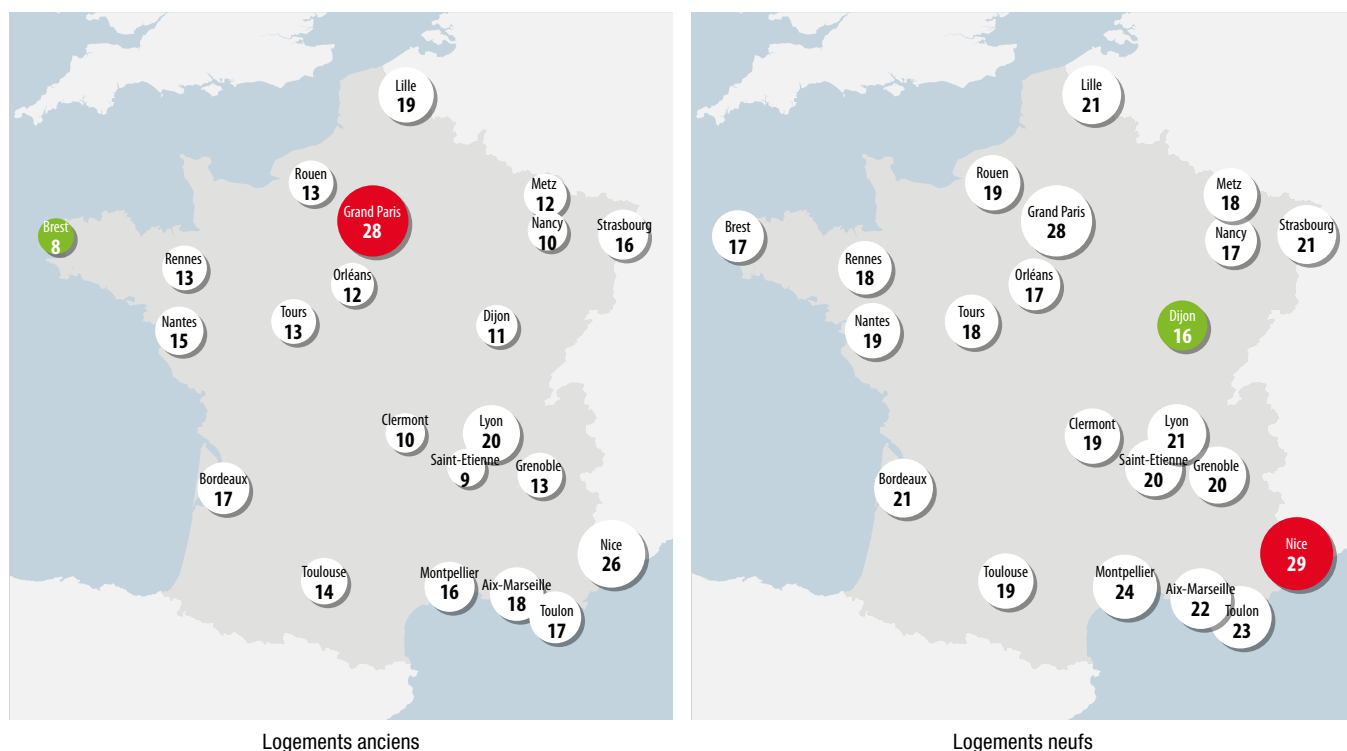 Lille
19
Rouen
13
Grand Paris
28
Metz
12
Nancy
10
Strasbourg
16
Brest
8
Rennes
13
Orléans
12
Nantes
15
Tours
13
Dijon
11
Clermont
10
Lyon
20
Saint-Etienne
9
Grenoble
13
Bordeaux
17
Nice
26
Toulouse
14
Montpellier
16
Aix-Marseille
18
Toulon
17
Logements anciens
Lille
21
Rouen
19
Grand Paris
28
Metz
18
Nancy
17
Strasbourg
21
Brest
17
Rennes
18
Orléans
17
Nantes
19
Tours
18
Dijon
16
Clermont
19
Lyon
21
Saint-Etienne
20
Grenoble
20
Bordeaux
21
Nice
29
Toulouse
19
Montpellier
24
Aix-Marseille
22
Toulon
23
Logements neufs